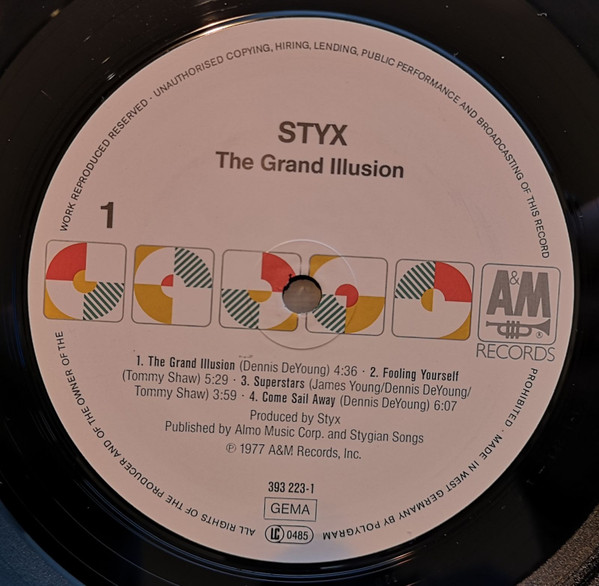 WORK REPRODUCED RESERVED · UNAUTHORISED COPYING, HIRING, LENDING, PUBLIC PERFORMANCE AND BROADCASTING OF THIS RECORD
STYX
The Grand Illusion
1
A&M
®
RECORDS
1. The Grand Illusion (Dennis DeYoung) 4:36 · 2. Fooling Yourself
(Tommy Shaw) 5:29 · 3. Superstars (James Young/Dennis DeYoung/
Tommy Shaw) 3:59 · 4. Come Sail Away (Dennis DeYoung) 6:07
Produced by Styx
Published by Almo Music Corp. and Stygian Songs
℗ 1977 A&M Records, Inc.
393 223-1
GEMA
LC 0485
PROHIBITED · MADE IN WEST GERMANY BY POLYGRAM
ALL RIGHTS OF THE PRODUCER AND OF THE OWNER OF THE